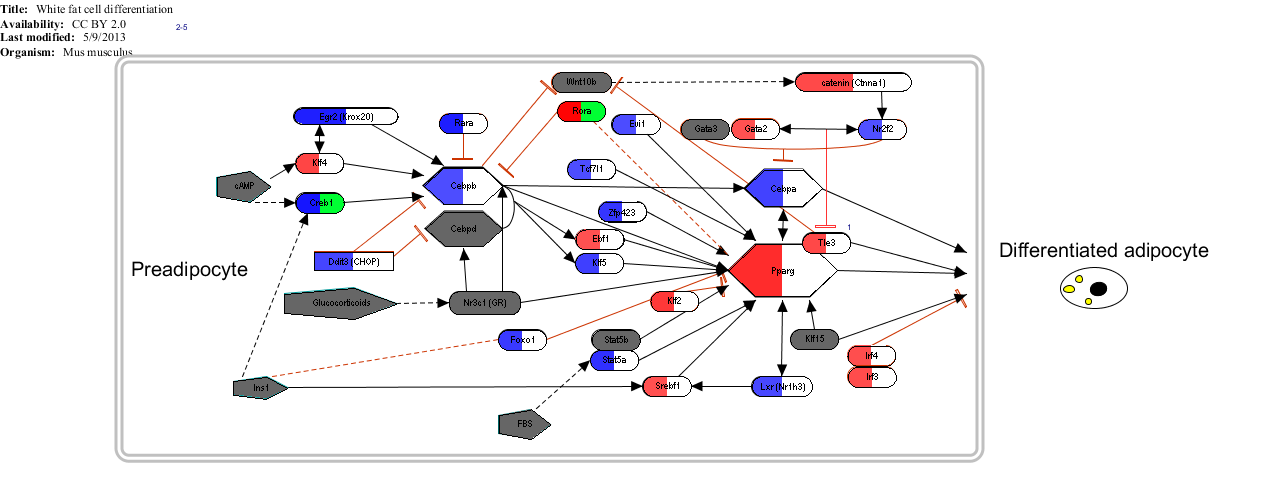 Title: White fat cell differentiation
Availability: CC BY 2.0
2-5
Last modified: 5/9/2013
Organism: Mus musculus
Wnt10b
catenin (Ctnna1)
Egr2 (Krox20)
Rara
Rora
Evi1
Gata3
Gata2
Nr2f2
Klf4
Tcf7l1
cAMP
Cebpb
Cebpa
Creb1
Zfp423
Cebpd
1
Ebf1
Tle3
Differentiated adipocyte
Ddit3 (CHOP)
Klf5
Preadipocyte
Pparg
Glucocorticoids
Nr3c1 (GR)
Klf2
Foxo1
Stat5b
Klf15
Stat5a
Irf4
Irf3
Ins1
Srebf1
Lxr (Nr1h3)
FBS